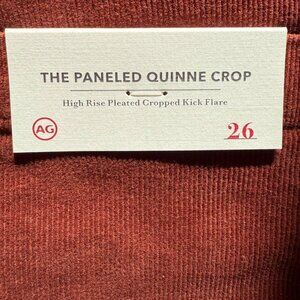 THE PANELED QUINNE CROP
High Rise Pleated Cropped Kick Flare
AG
26